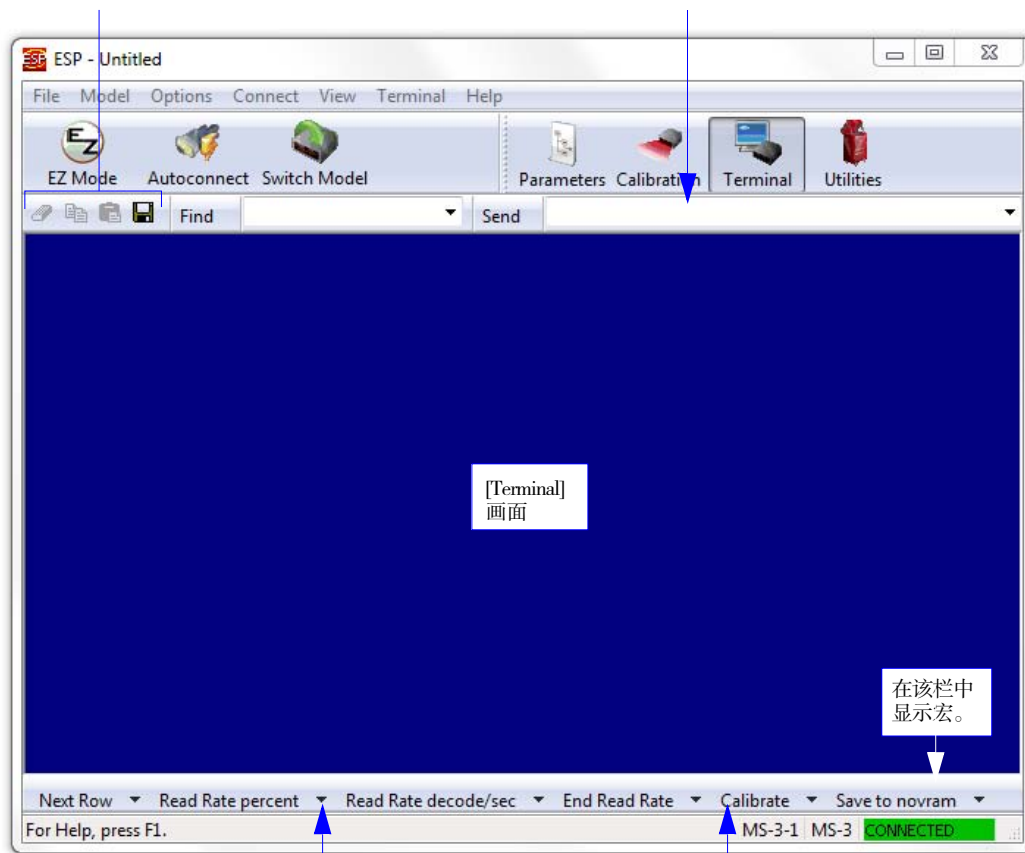 ESP - Untitled
File Model Options Connect View Terminal Help
EZ Mode Autoconnect Switch Model Parameters Calibration Terminal Utilities
Find Send
[Terminal]
画面
在该栏中
显示宏。
Next Row Read Rate percent Read Rate decode/sec End Read Rate Calibrate Save to novram
For Help, press F1. MS-3-1 MS-3 CONNECTED